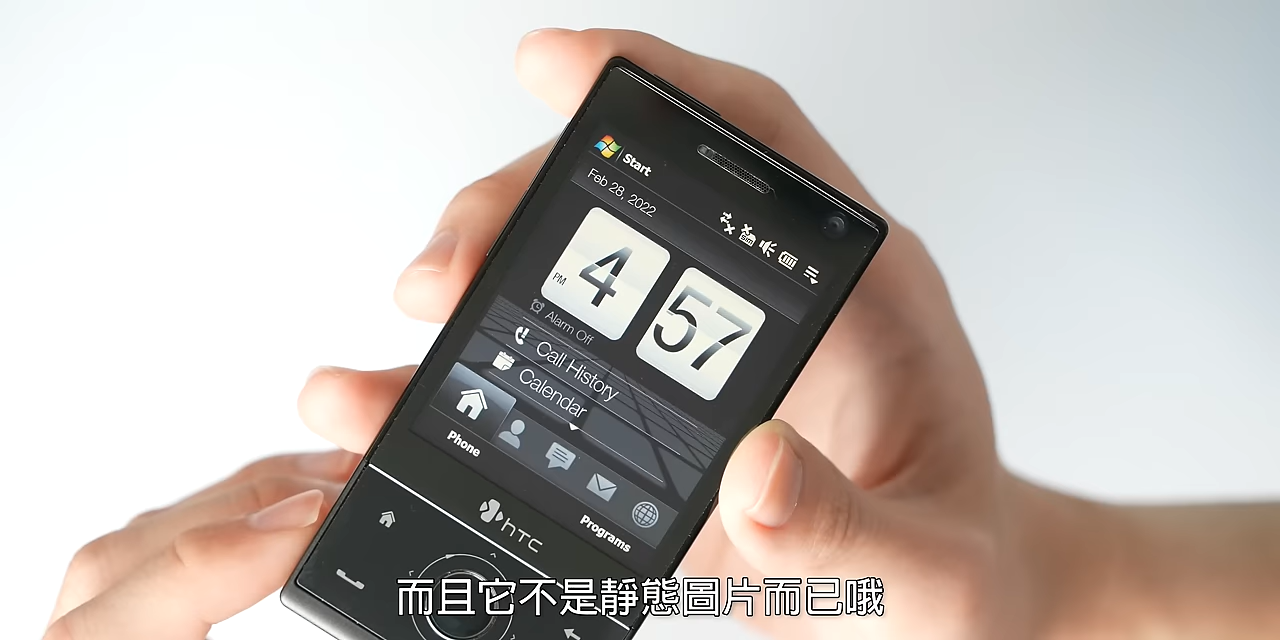 Start
Feb 28, 2022
4
PM
57
Alarm Off
Call History
Calendar
Phone
Programs
hTC
而且它不是靜態圖片而已哦